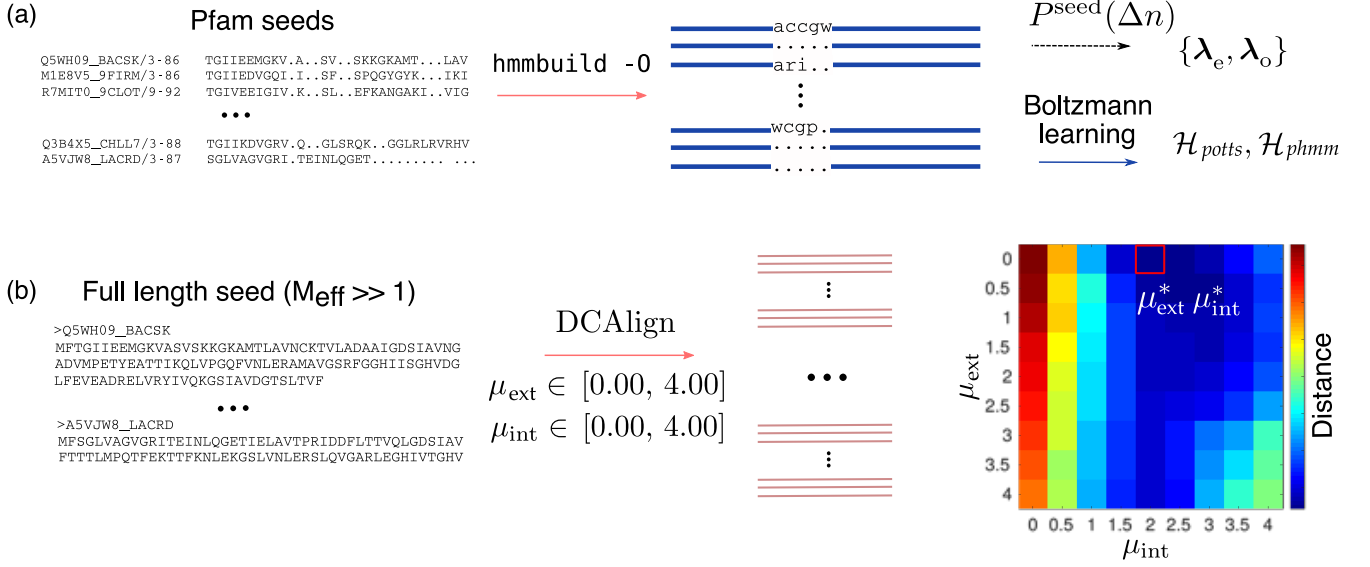 (a)
Pfam seeds
Q5WH09_BACSK/3-86 TGIIEEMGKV.A..SV..SKKGKAMT...LAV
M1E8V5_9FIRM/3-86 TGIIEDVGQI.I..SF..SPQGYGYK...IKI
R7MIT0_9CLOT/9-92 TGIVEEIGIV.K..SL..EFKANGAKI..VIG
•••
Q3B4X5_CHLL7/3-88 TGIIKDVGRV.Q..GLSRQK..GGLRLRVRHV
A5VJW8_LACRD/3-87 SGLVAGVGRI.TEINLQGET......... ...
hmmbuild -O
accgw
.....
ari..
wcgp.
.....
.....
P^seed(Δn)
{λ_e, λ_o}
Boltzmann
learning
ℋ_potts, ℋ_phmm
(b)
Full length seed (M_eff >> 1)
>Q5WH09_BACSK
MFTGIIEEMGKVASVSKKGKAMTLAVNCKTVLADAAIGDSIAVNG
ADVMPETYEATTIKQLVPGQFVNLERAMAVGSRFGGHIISGHVDG
LFEVEADRELVRYIVQKGSIAVDGTSLTVF
•••
>A5VJW8_LACRD
MFSGLVAGVGRITEINLQGETIELAVTPRIDDFLTTVQLGDSIAV
FTTTLMPQTFEKTTFKNLEKGSLVNLERSLQVGARLEGHIVTGHV
DCAlign
μ_ext ∈ [0.00, 4.00]
μ_int ∈ [0.00, 4.00]
μ*_ext μ*_int
μ_ext
0
0.5
1
1.5
2
2.5
3
3.5
4
0 0.5 1 1.5 2 2.5 3 3.5 4
μ_int
Distance